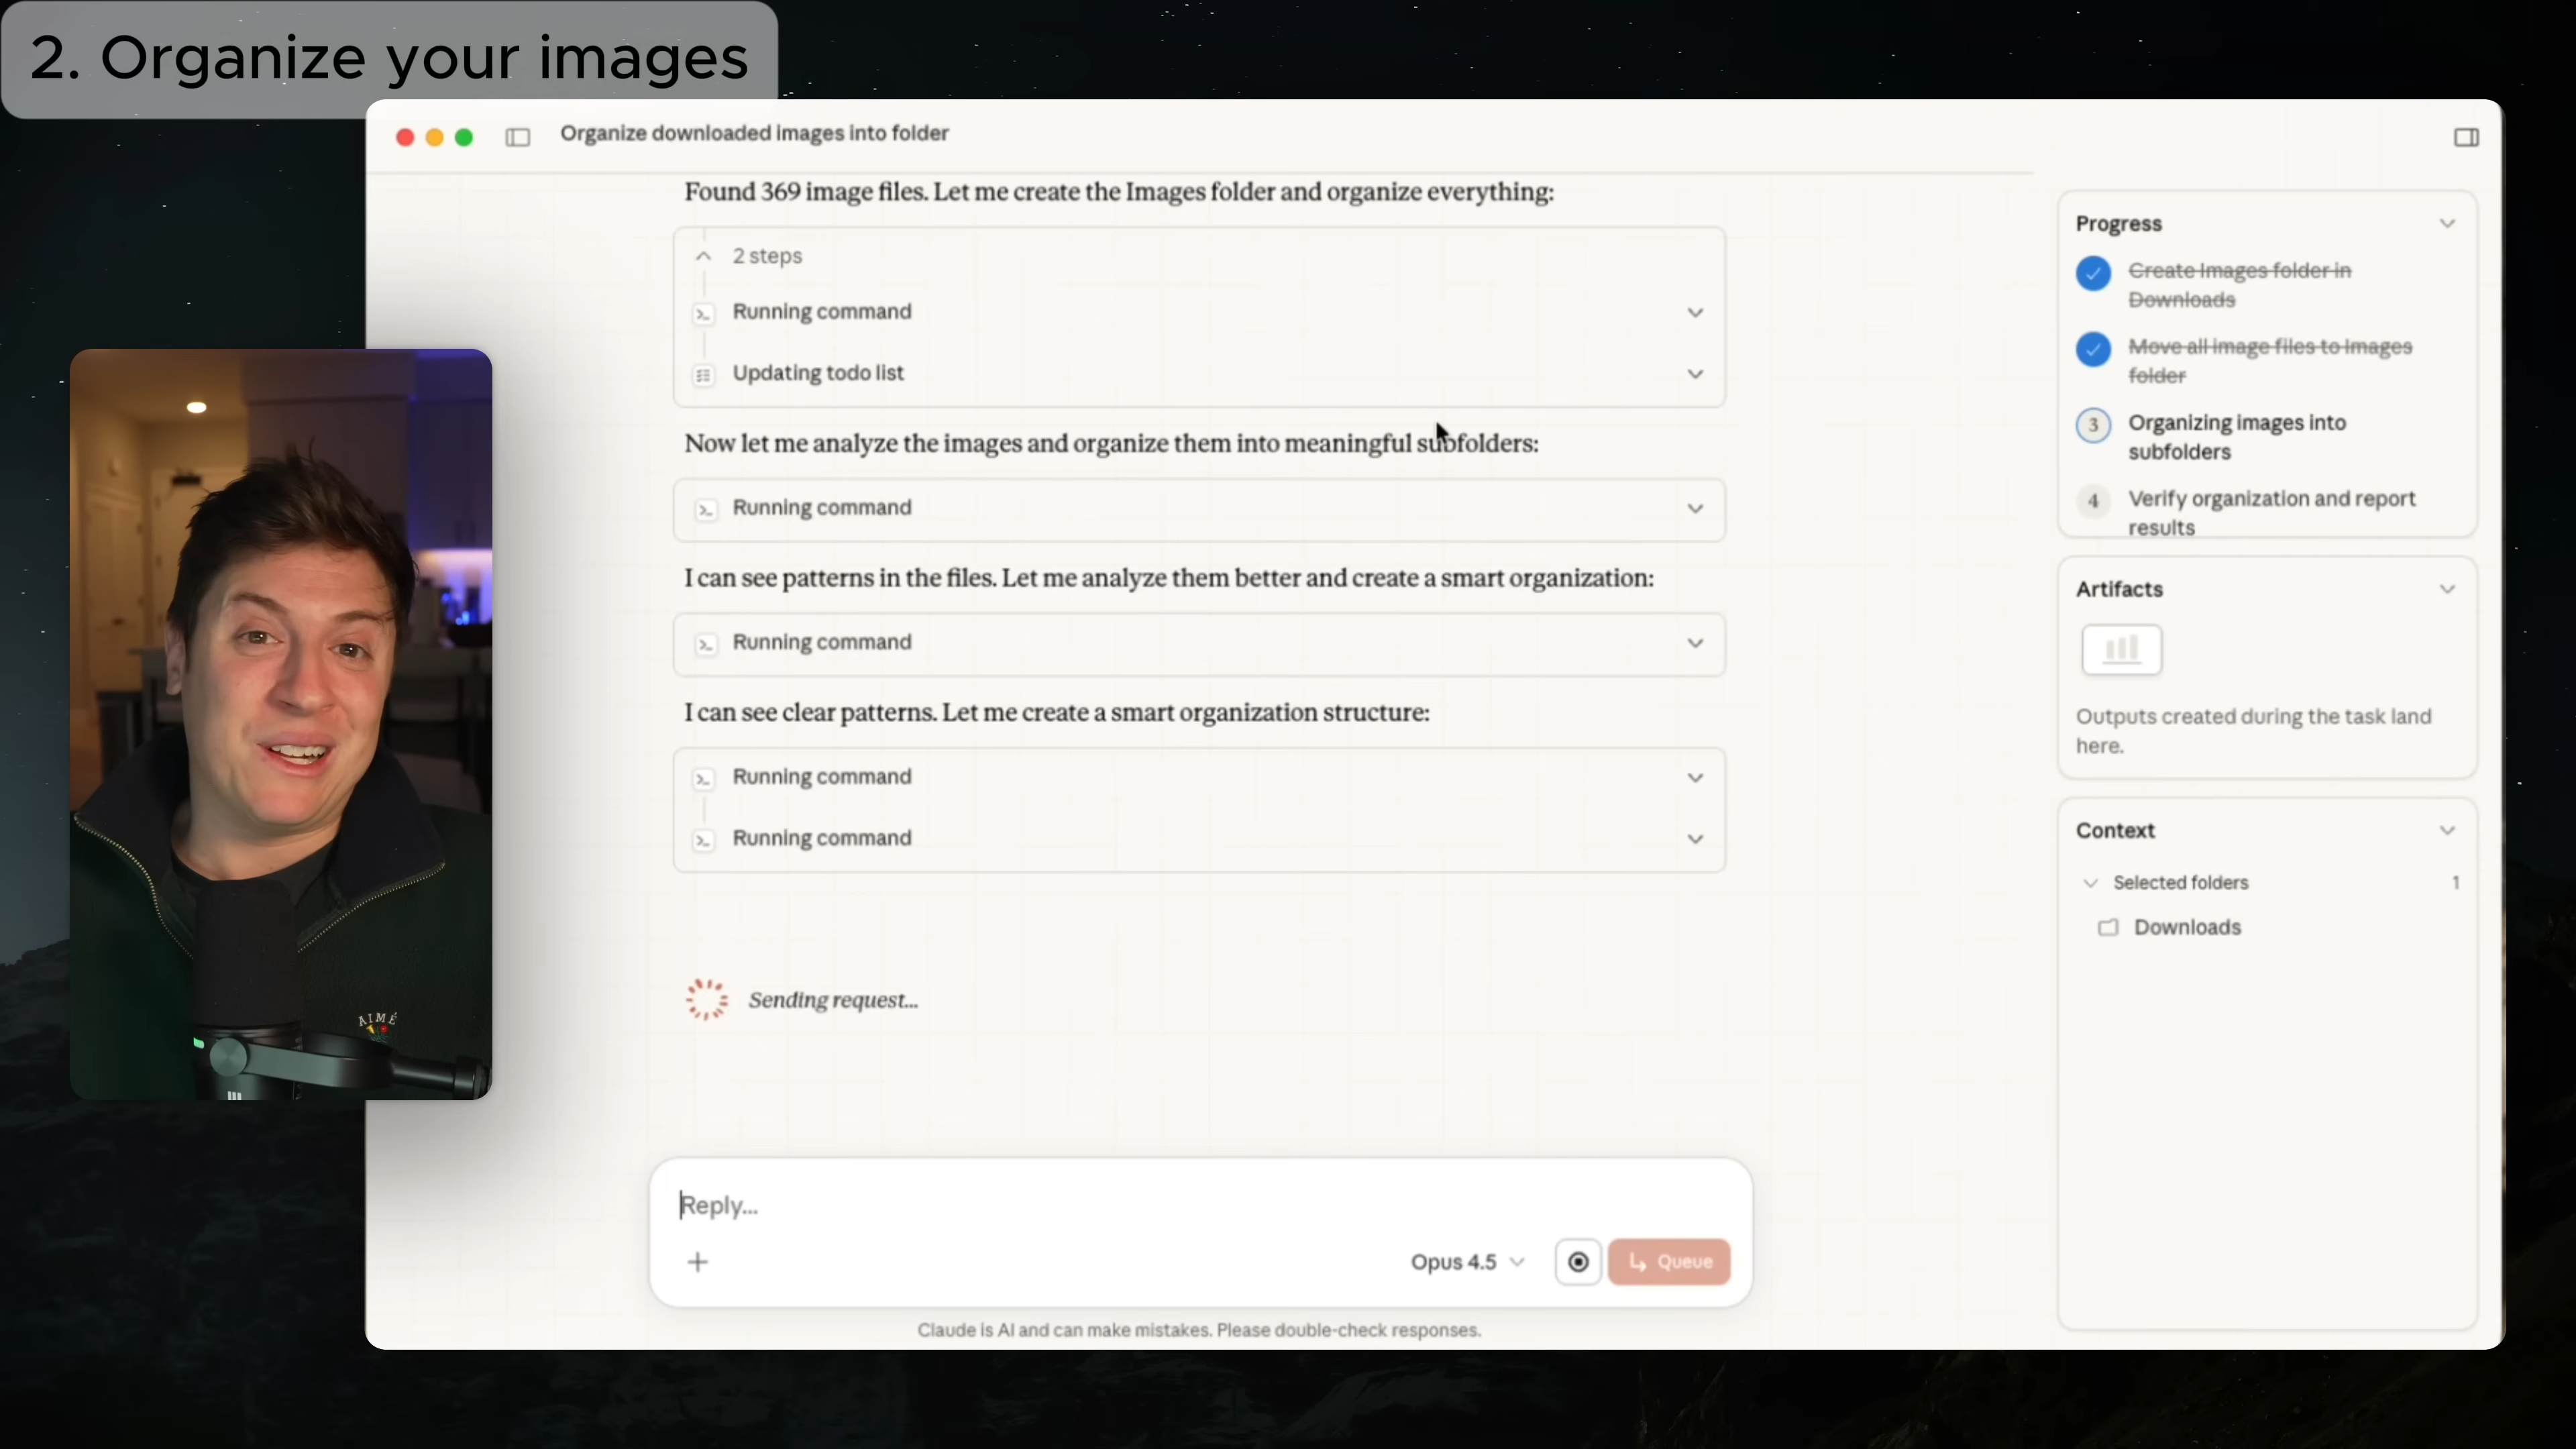 2. Organize your images
Organize downloaded images into folder
Found 369 image files. Let me create the Images folder and organize everything:
2 steps
Running command
Updating todo list
Now let me analyze the images and organize them into meaningful subfolders:
Running command
I can see patterns in the files. Let me analyze them better and create a smart organization:
Running command
I can see clear patterns. Let me create a smart organization structure:
Running command
Running command
Sending request...
Reply...
Opus 4.5
Queue
Claude is AI and can make mistakes. Please double-check responses.
Progress
Create Images folder in
Downloads
Move all image files to Images
folder
3
Organizing images into
subfolders
4
Verify organization and report
results
Artifacts
Outputs created during the task land
here.
Context
Selected folders
1
Downloads
AIMÉ